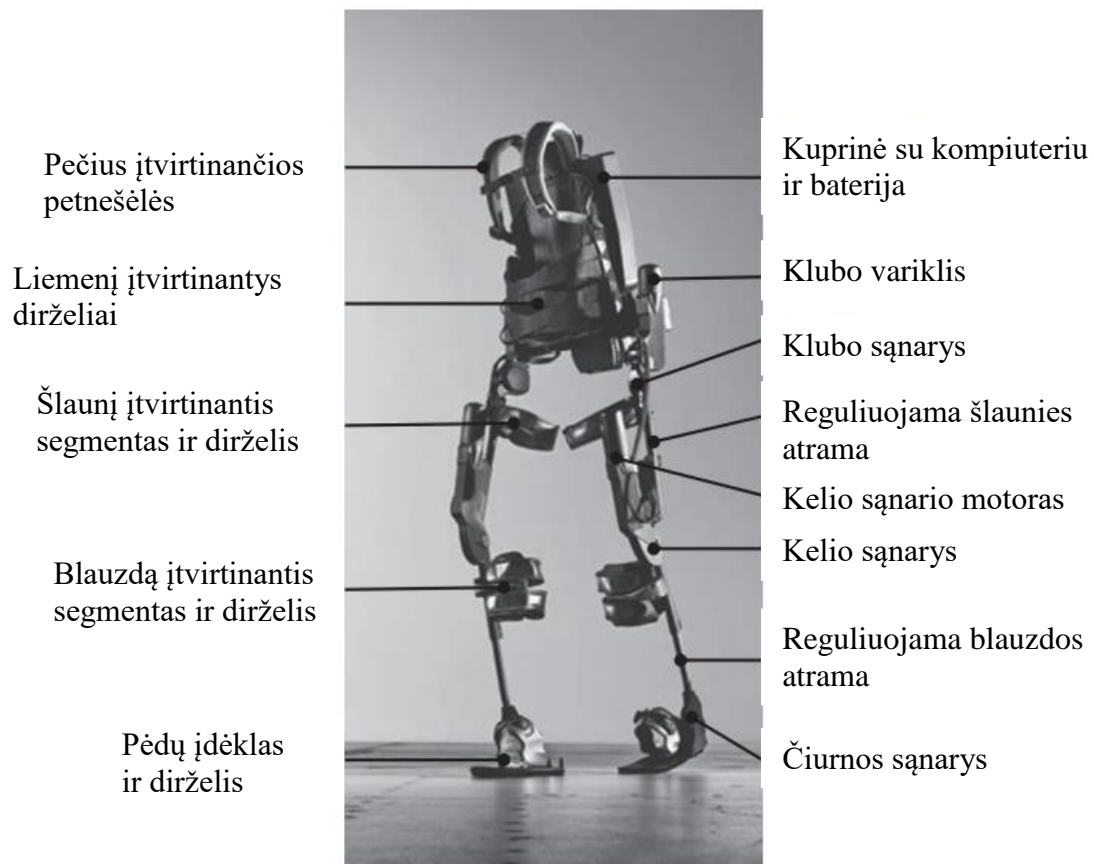 Pečius įtvirtinančios
petnešėlės
Liemenį įtvirtinantys
dirželiai
Šlaunį įtvirtinantis
segmentas ir dirželis
Blauzdą įtvirtinantis
segmentas ir dirželis
Pėdų įdėklas
ir dirželis
Kuprinė su kompiuteriu
ir baterija
Klubo variklis
Klubo sąnarys
Reguliuojama šlaunies
atrama
Kelio sąnario motoras
Kelio sąnarys
Reguliuojama blauzdos
atrama
Čiurnos sąnarys